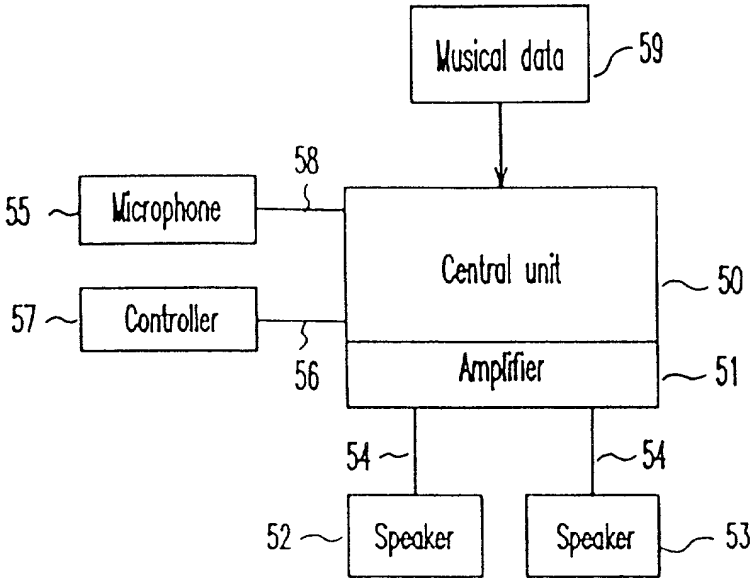 Musical data
59
58
55
Microphone
Central unit
50
57
Controller
56
Amplifier
51
54
54
52
Speaker
Speaker
53